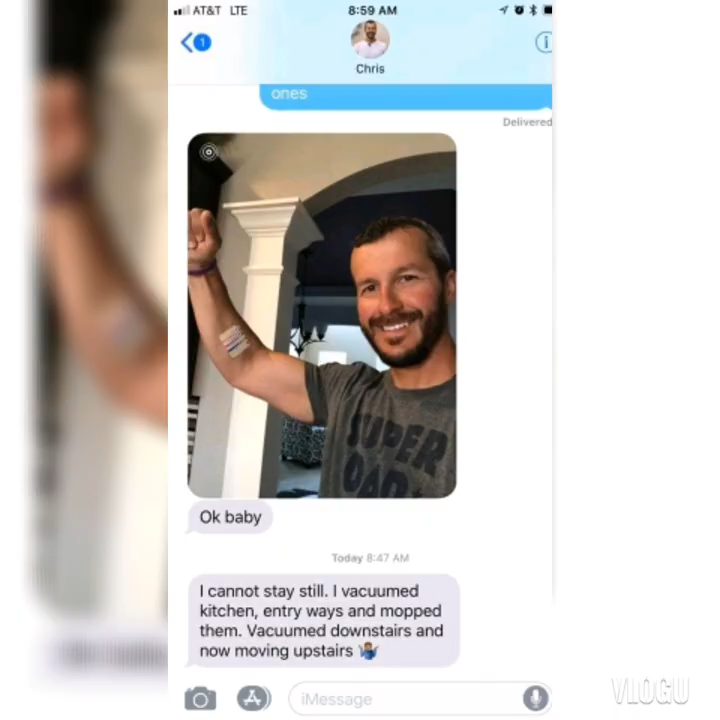 AT&T LTE 8:59 AM
1
Chris
ones
Delivered
SUPER
DAD
Ok baby
Today 8:47 AM
I cannot stay still. I vacuumed
kitchen, entry ways and mopped
them. Vacuumed downstairs and
now moving upstairs 🤷🏽‍♂️
iMessage
VLOGU